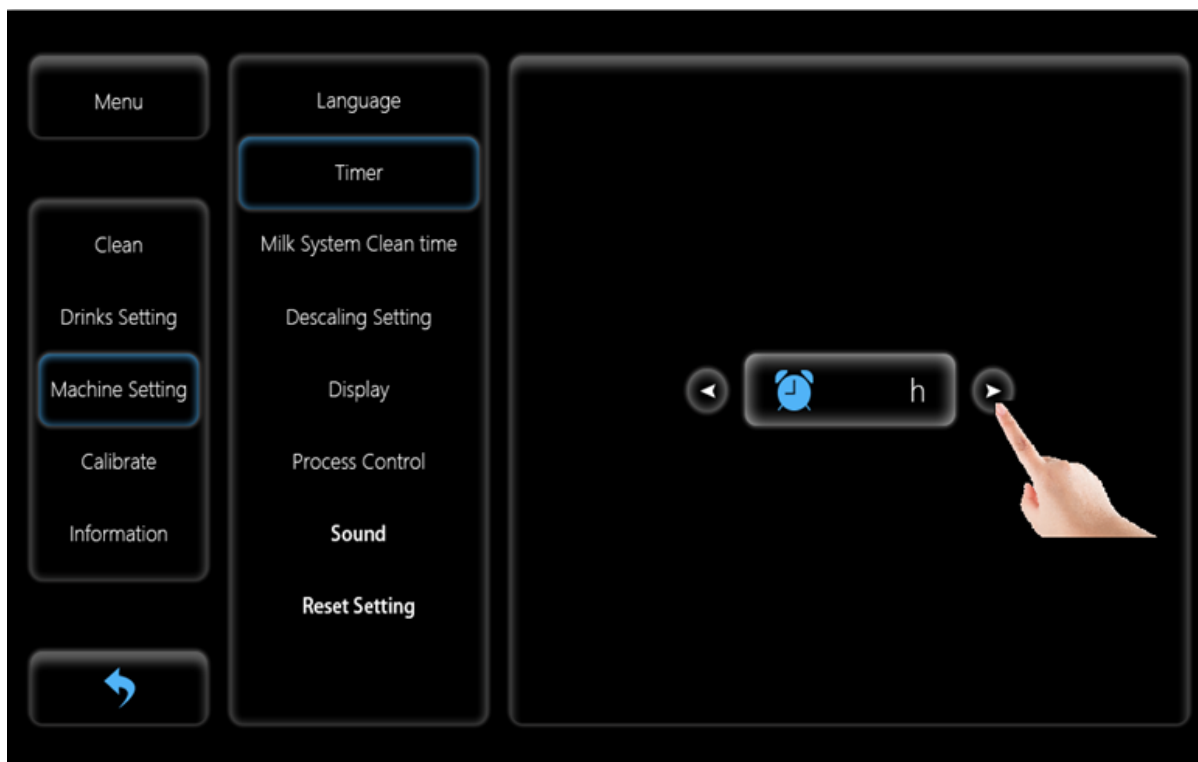 Menu
Clean
Drinks Setting
Machine Setting
Calibrate
Information
Language
Timer
Milk System Clean time
Descaling Setting
Display
Process Control
Sound
Reset Setting
h